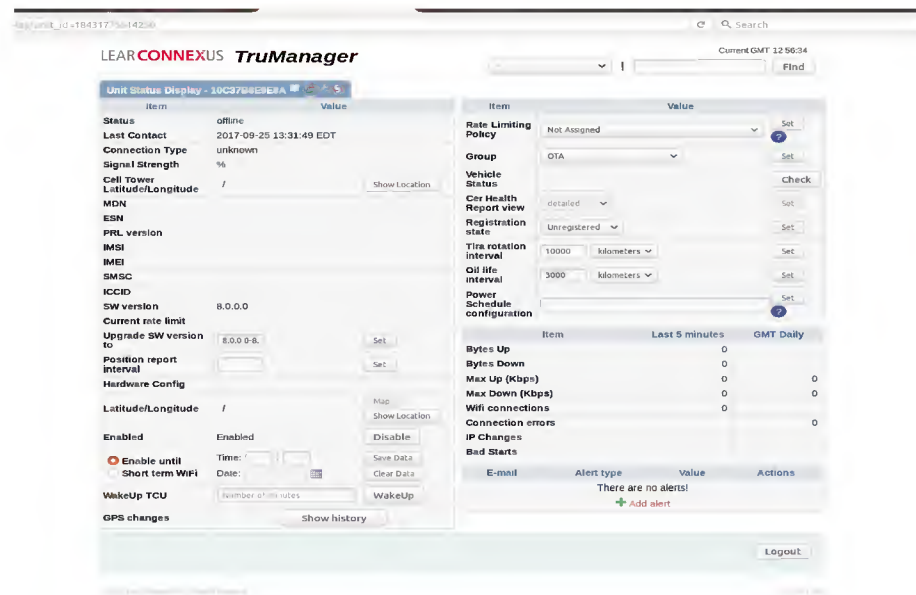 Search
LEAR CONNEXUS TruManager
Current GMT 12:56:34
Find
Unit Status Display -
Item Value
Status offline
Last Contact 2017-09-25 13:31:49 EDT
Connection Type unknown
Signal Strength %
Cell Tower
Latitude/Longitude / Show Location
MDN
ESN
PRL version
IMSI
IMEI
SMSC
ICCID
SW version 8.0.0.0
Current rate limit
Upgrade SW version
to 8.0.0 0-8. Set
Position report
interval Set
Hardware Config
Latitude/Longitude / Map
Show Location
Enabled Enabled Disable
Enable until Time: : Save Data
Short term WiFi Date: Clear Data
WakeUp TCU Number of minutes WakeUp
GPS changes Show history
Item Value
Rate Limiting
Policy Not Assigned Set
?
Group OTA Set
Vehicle
Status Check
Cer Health
Report view detailed Set
Registration
state Unregistered Set
Tira rotation
interval 10000 kilometers Set
Oil life
interval 3000 kilometers Set
Power
Schedule
configuration Set
?
Item Last 5 minutes GMT Daily
Bytes Up 0
Bytes Down 0
Max Up (Kbps) 0 0
Max Down (Kbps) 0 0
Wifi connections 0
Connection errors 0
IP Changes
Bad Starts
E-mail Alert type Value Actions
There are no alerts!
Add alert
Logout